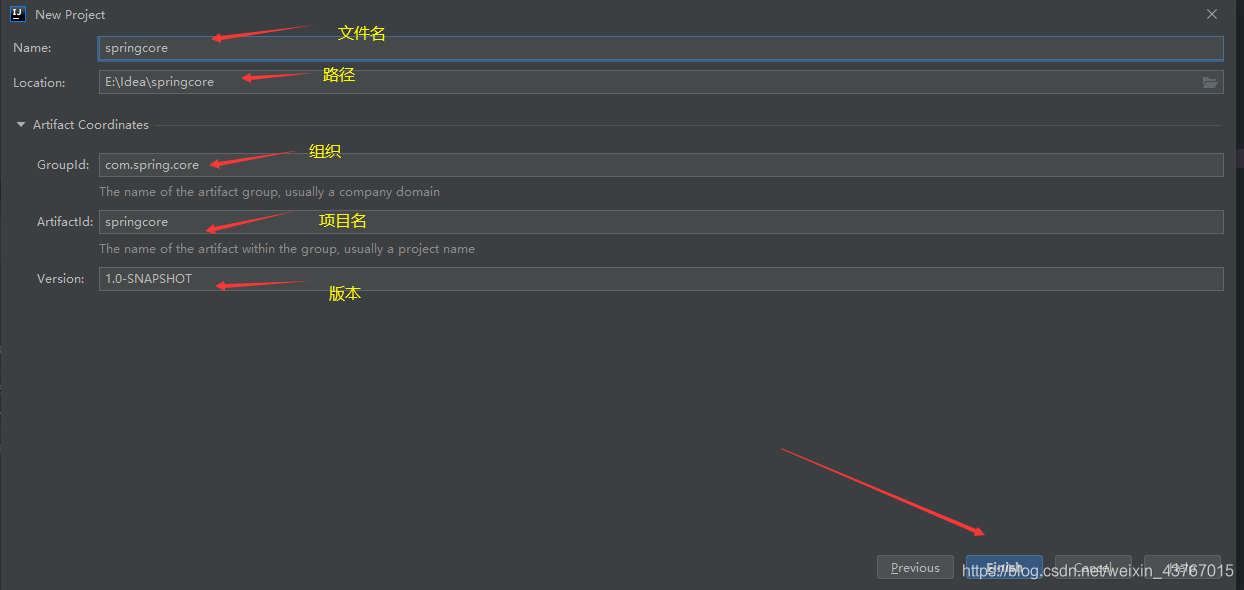 New Project
文件名
Name: springcore
路径
Location: E:\Idea\springcore
Artifact Coordinates
组织
GroupId: com.spring.core
The name of the artifact group, usually a company domain
ArtifactId: springcore 项目名
The name of the artifact within the group, usually a project name
Version: 1.0-SNAPSHOT
版本
Previous Finish Cancel Help
https://blog.csdn.net/weixin_43767015